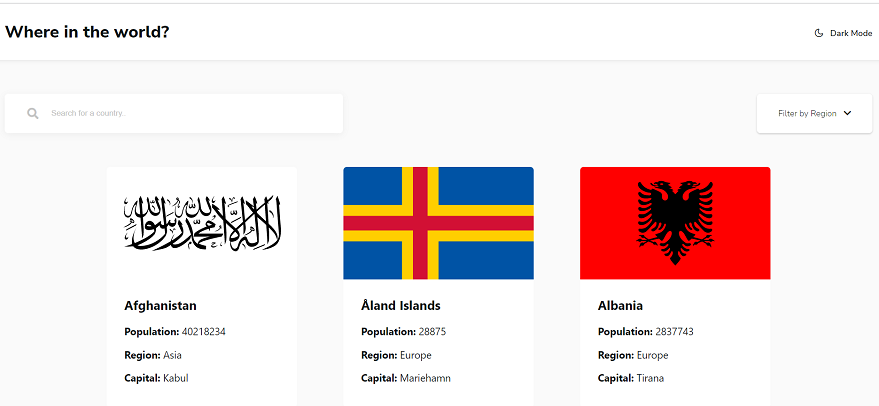 Where in the world?
Dark Mode
Search for a country...
Filter by Region
لا إله إلا الله محمد رسول الله
Afghanistan
Population: 40218234
Region: Asia
Capital: Kabul
Åland Islands
Population: 28875
Region: Europe
Capital: Mariehamn
Albania
Population: 2837743
Region: Europe
Capital: Tirana